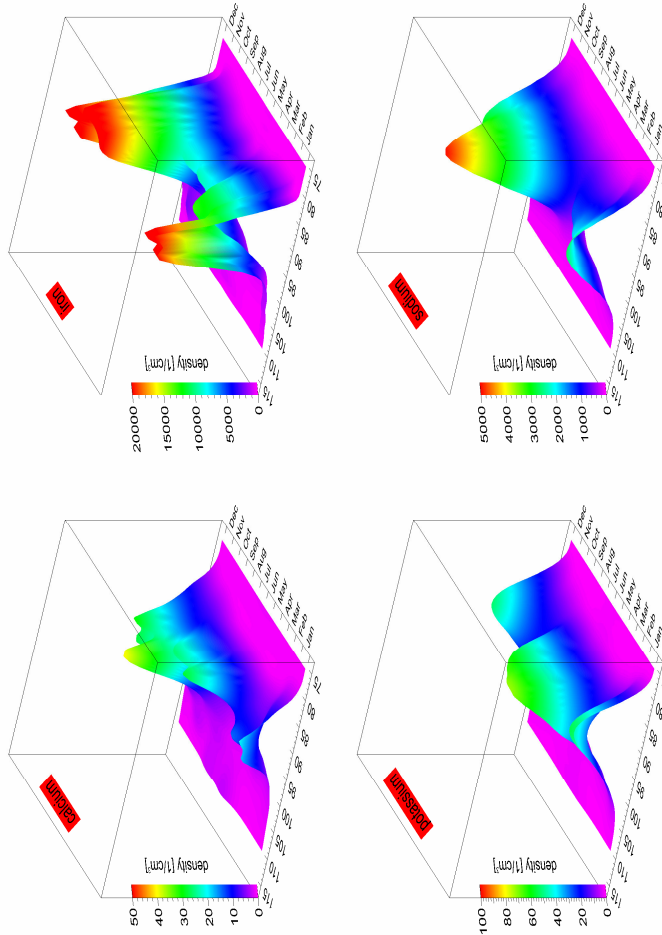 iron
density [1/cm³]
20000
15000
10000
5000
0
115
110
105
100
95
90
85
80
75
Jan
Feb
Mar
Apr
May
Jun
Jul
Aug
Sep
Oct
Nov
Dec
sodium
density [1/cm³]
5000
4000
3000
2000
1000
0
115
110
105
100
95
90
85
Jan
Feb
Mar
Apr
May
Jun
Jul
Aug
Sep
Oct
Nov
Dec
calcium
density [1/cm³]
50
40
30
20
10
0
115
110
105
100
95
90
85
80
75
Jan
Feb
Mar
Apr
May
Jun
Jul
Aug
Sep
Oct
Nov
Dec
potassium
density [1/cm³]
100
80
60
40
20
0
115
110
105
100
95
90
85
Jan
Feb
Mar
Apr
May
Jun
Jul
Aug
Sep
Oct
Nov
Dec